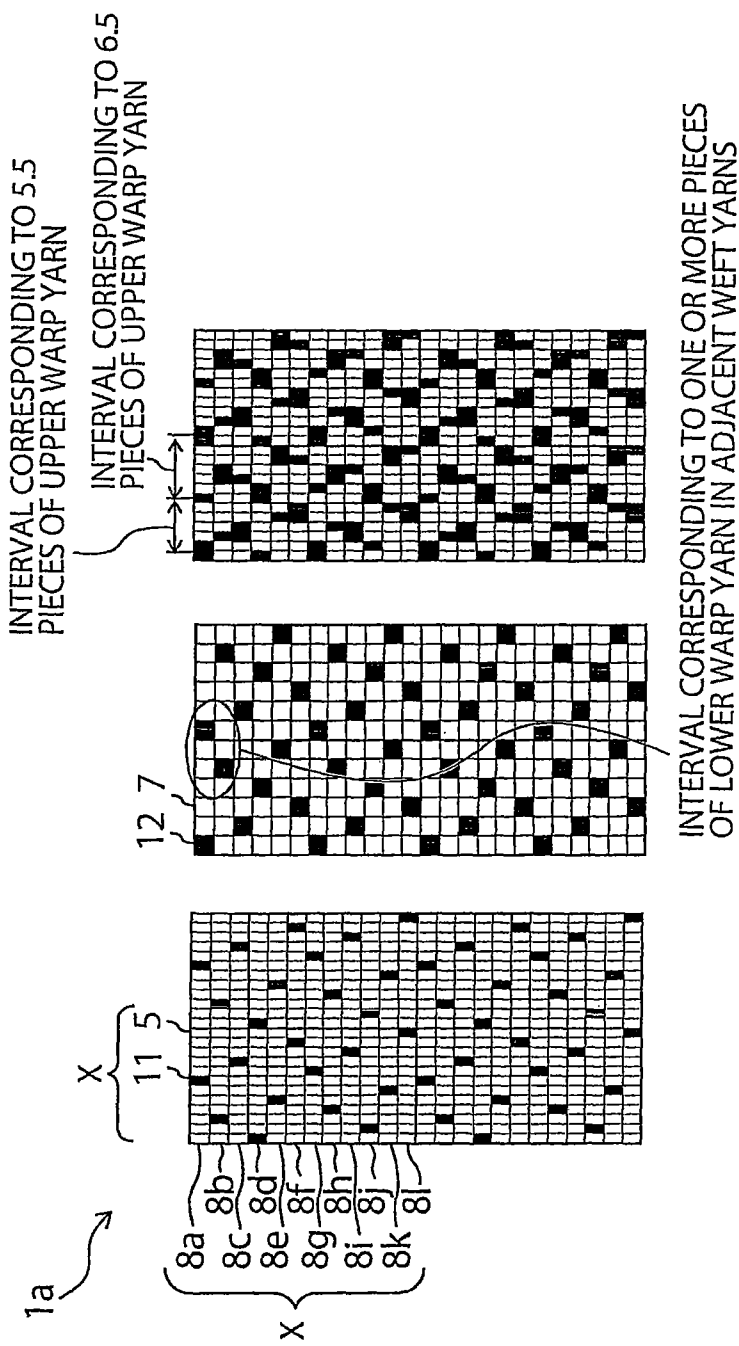 1a
X
X
11
5
8a
8b
8c
8d
8e
8f
8g
8h
8i
8j
8k
8l
12
7
INTERVAL CORRESPONDING TO 5.5
PIECES OF UPPER WARP YARN
INTERVAL CORRESPONDING TO 6.5
PIECES OF UPPER WARP YARN
INTERVAL CORRESPONDING TO ONE OR MORE PIECES
OF LOWER WARP YARN IN ADJACENT WEFT YARNS